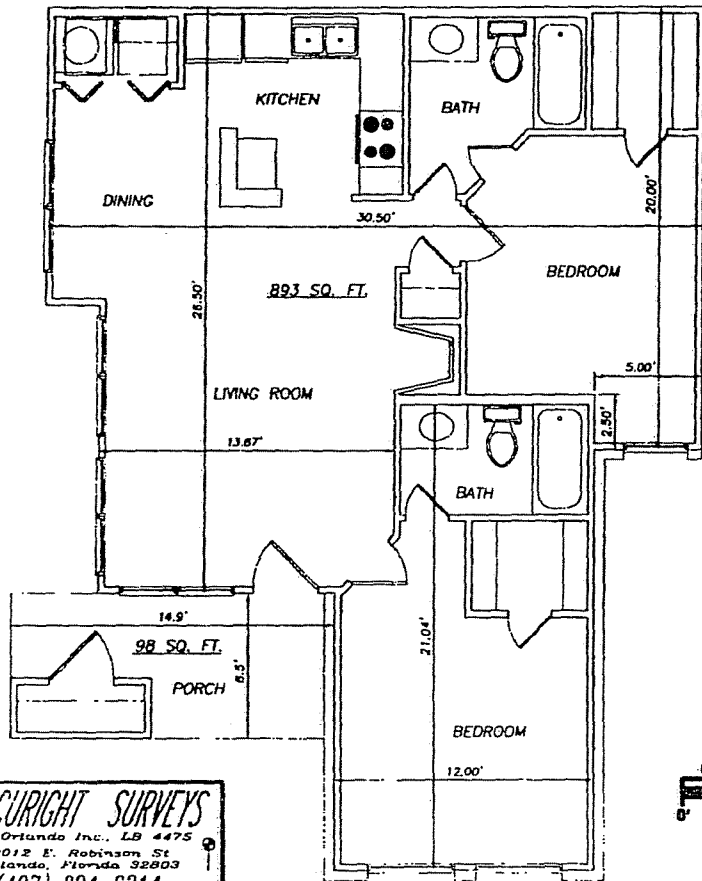 KITCHEN
BATH
DINING
30.50'
20.00'
BEDROOM
893 SQ. FT.
26.50'
5.00'
LIVING ROOM
2.50'
13.67'
BATH
14.9'
21.04'
98 SQ. FT.
6.5'
PORCH
BEDROOM
12.00'
CURIGHT SURVEYS
Orlando Inc., LB 4475
012 E. Robinson St
lando, Florida 32803